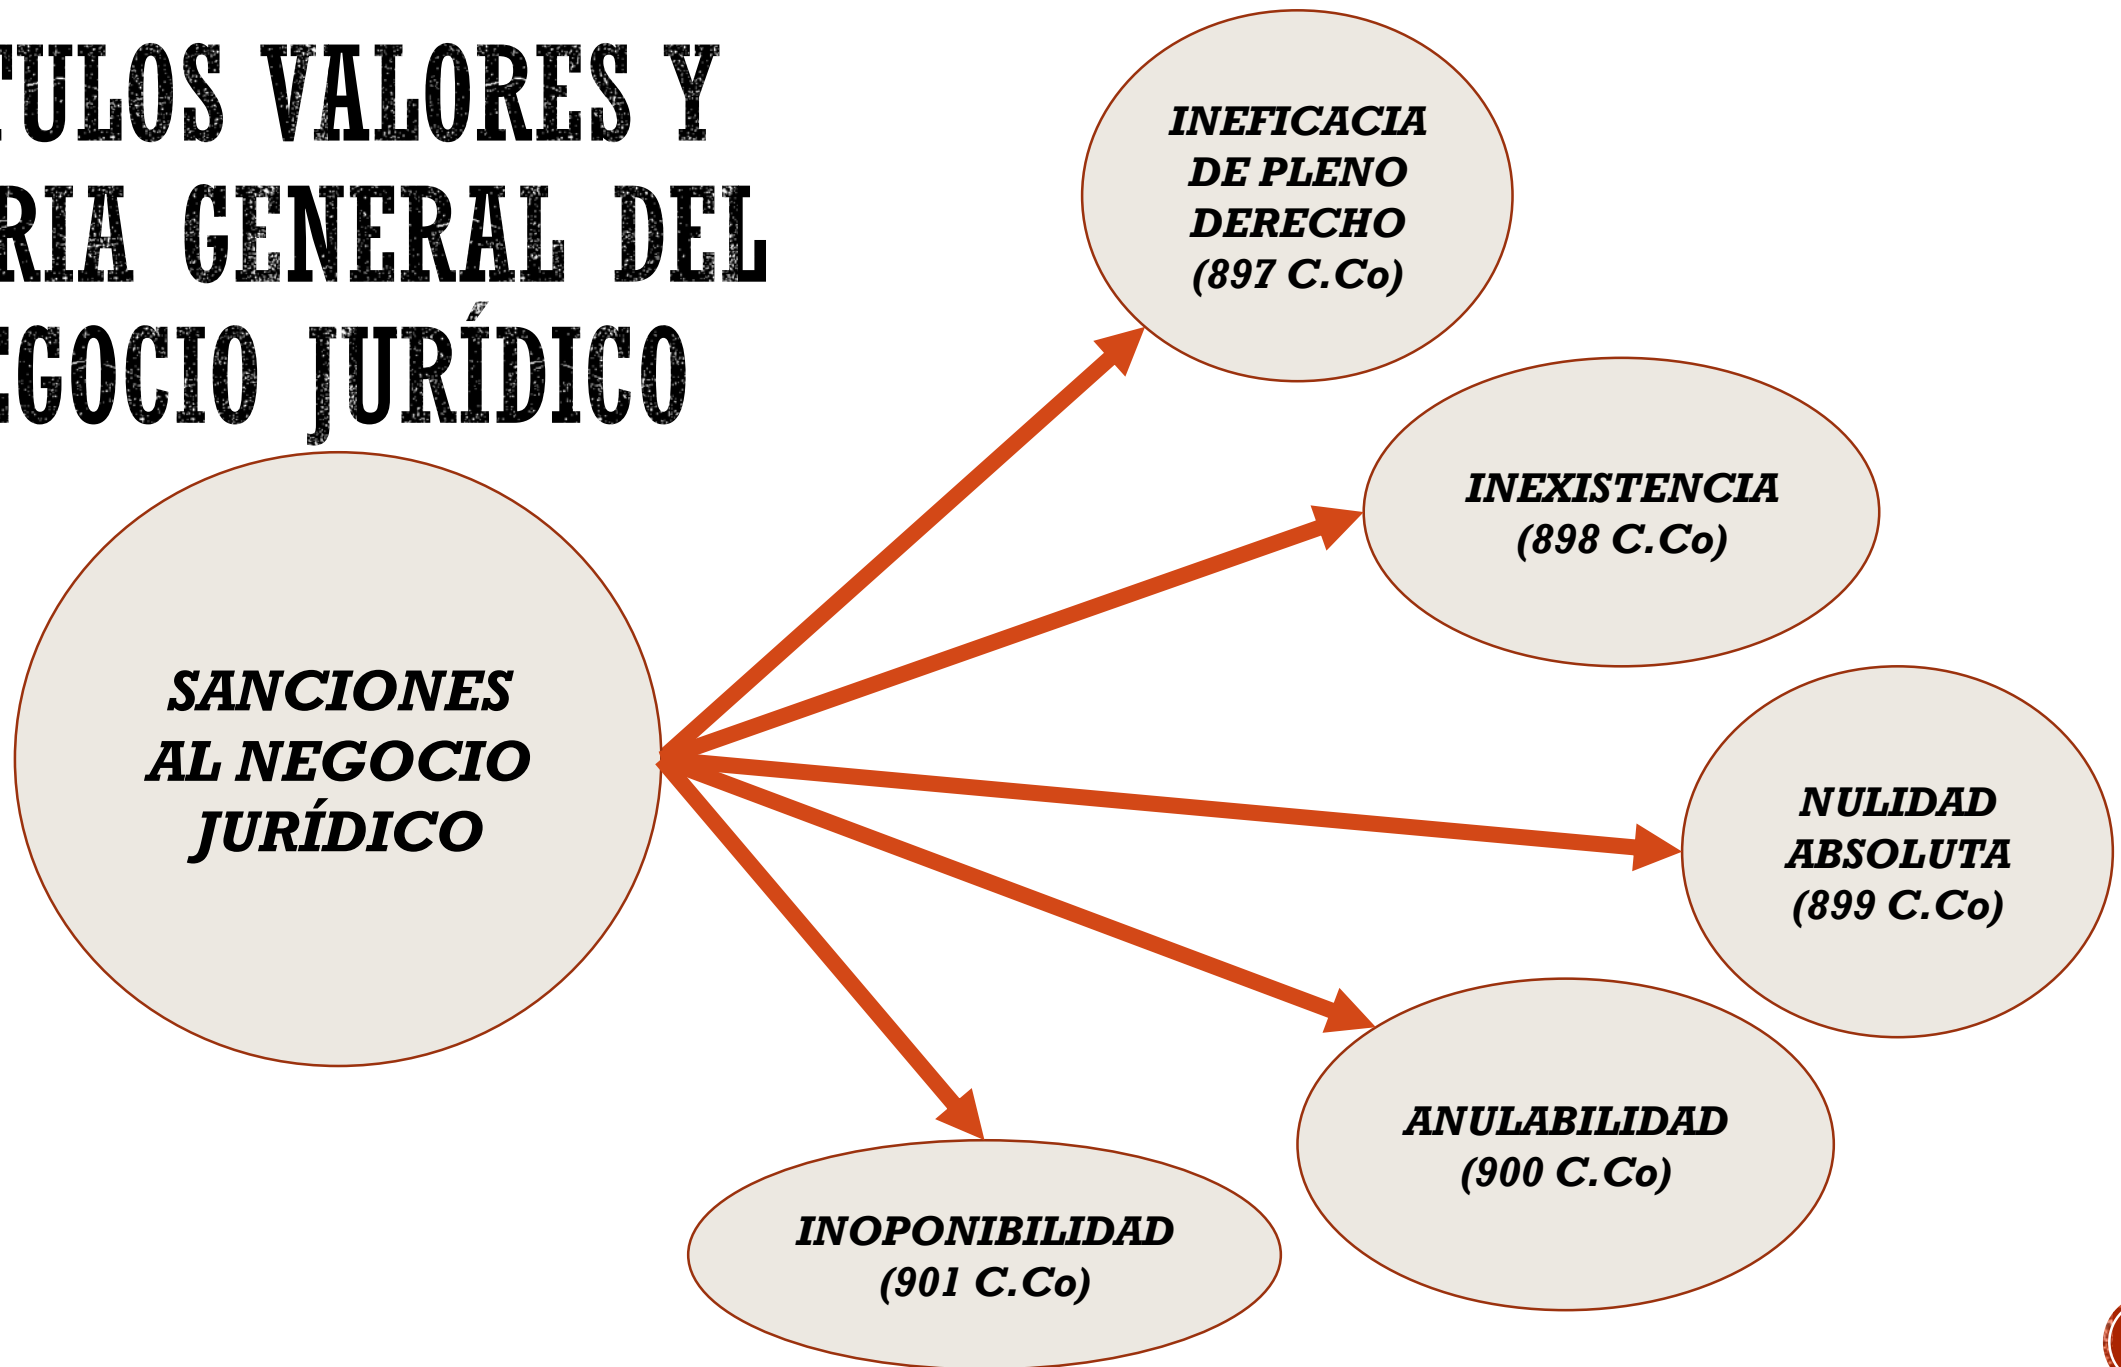 TULOS VALORES Y
RIA GENERAL DEL
EGOCIO JURÍDICO
SANCIONES
AL NEGOCIO
JURÍDICO
INEFICACIA
DE PLENO
DERECHO
(897 C.Co)
INEXISTENCIA
(898 C.Co)
NULIDAD
ABSOLUTA
(899 C.Co)
ANULABILIDAD
(900 C.Co)
INOPONIBILIDAD
(901 C.Co)